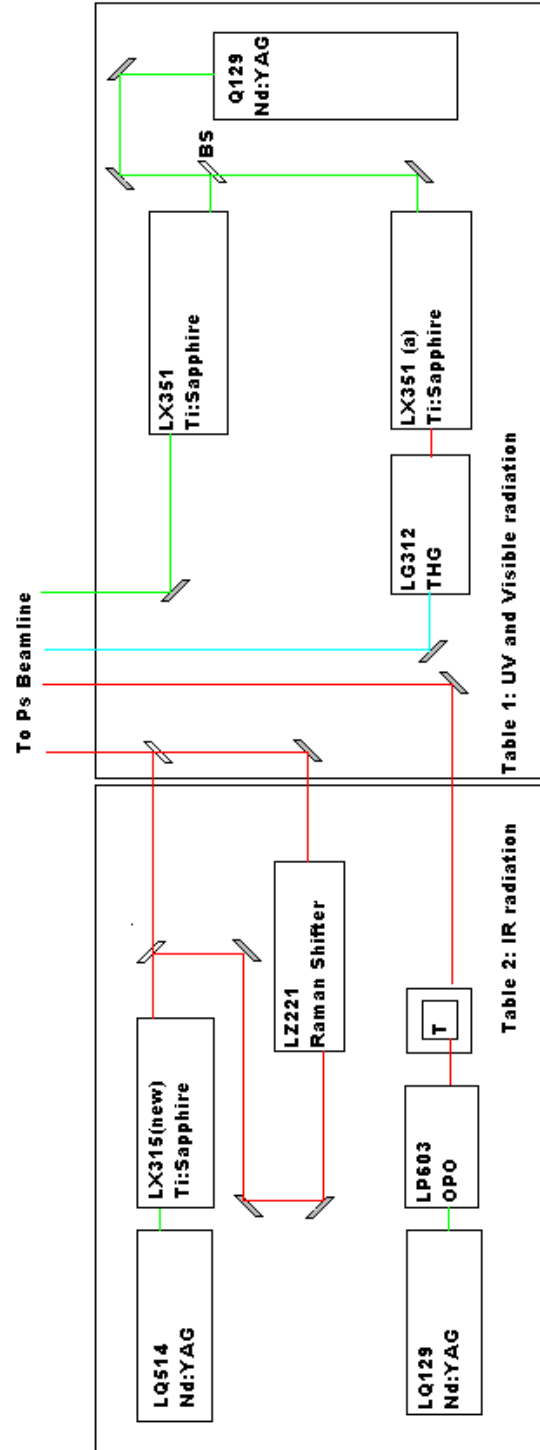 To Ps Beamline
Q129
Nd:YAG
BS
LX351
Ti:Sapphire
LX351 (a)
Ti:Sapphire
LG312
THG
Table 1: UV and Visible radiation
LX315(new)
Ti:Sapphire
LQ514
Nd:YAG
LZ221
Raman Shifter
T
LP603
OPO
LQ129
Nd:YAG
Table 2: IR radiation